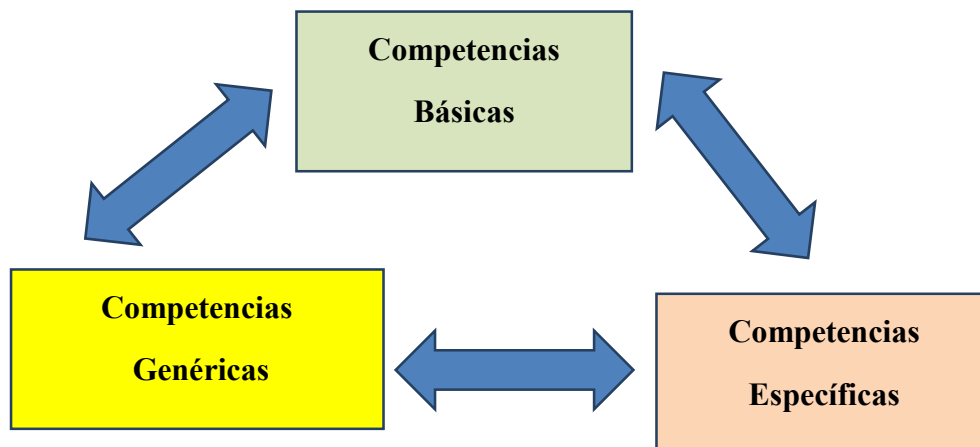 Competencias
Básicas
Competencias
Genéricas
Competencias
Específicas